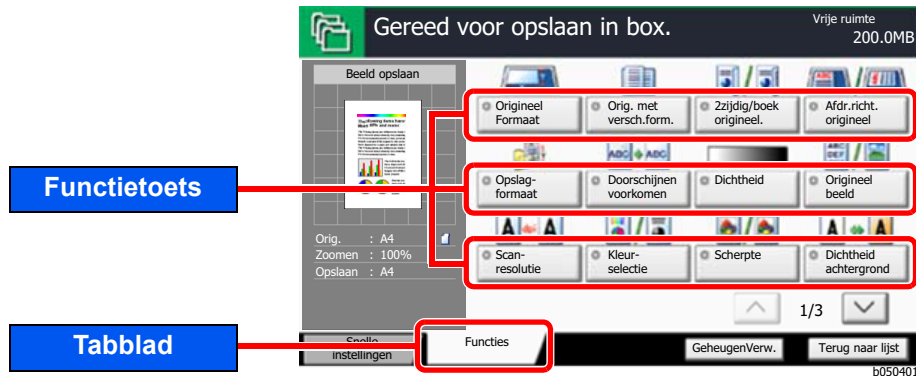 Gereed voor opslaan in box.
Vrije ruimte
200.0MB
Beeld opslaan
Origineel
Formaat
Orig. met
versch.form.
2zijdig/boek
origineel.
Afdr.richt.
origineel
Functietoets
Opslag-
formaat
Doorschijnen
voorkomen
Dichtheid
Origineel
beeld
Orig. : A4
Zoomen : 100%
Opslaan : A4
Scan-
resolutie
Kleur-
selectie
Scherpte
Dichtheid
achtergrond
1/3
Tabblad
Snelle
instellingen
Functies
GeheugenVerw.
Terug naar lijst
b050401